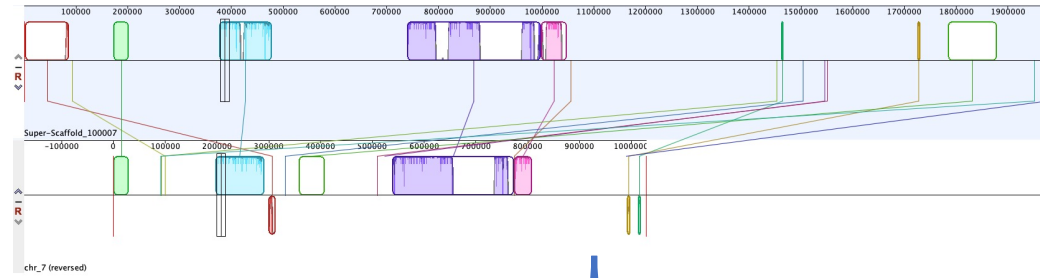 100000 200000 300000 400000 500000 600000 700000 800000 900000 1000000 1100000 1200000 1300000 1400000 1500000 1600000 1700000 1800000 1900000
R
Super-Scaffold_100007
-100000 0 100000 200000 300000 400000 500000 600000 700000 800000 900000 1000000
R
chr_7 (reversed)